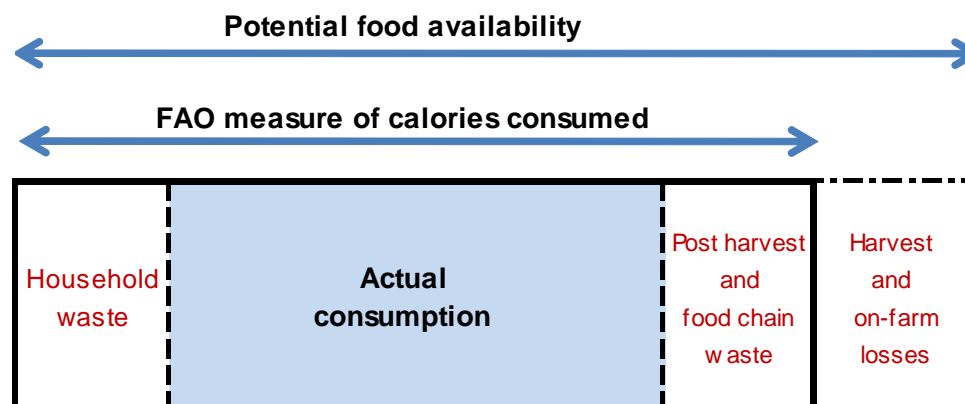 Potential food availability
FAO measure of calories consumed
Household
waste
Actual
consumption
Post harvest
and
food chain
waste
Harvest
and
on-farm
losses